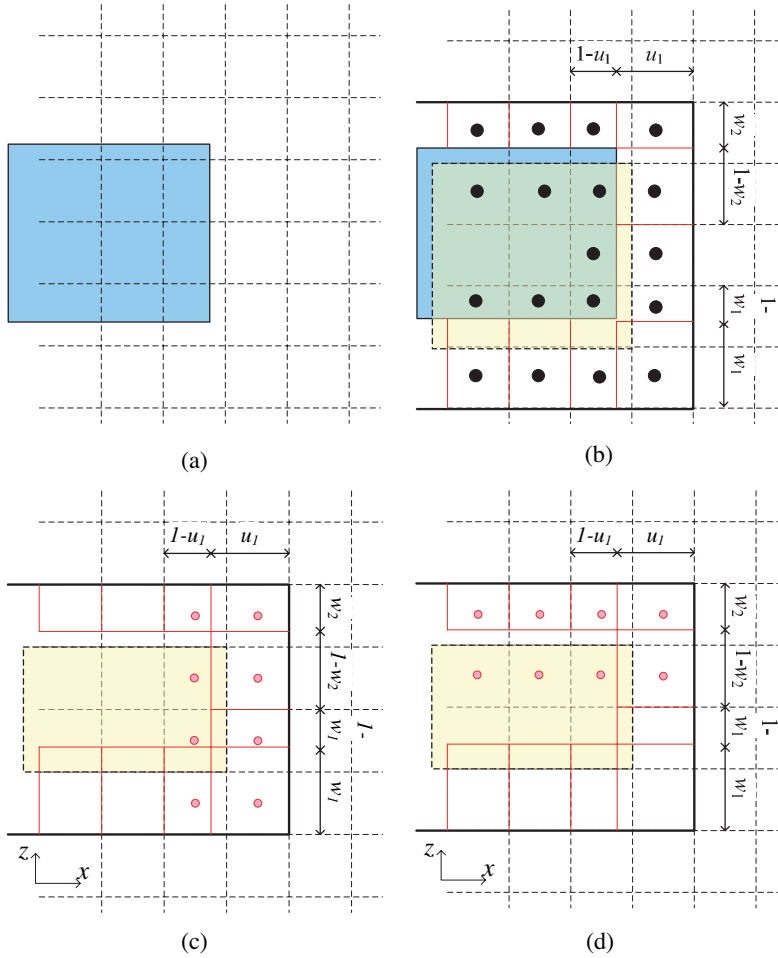 1-u₁
u₁
w₂
1-w₂
1-
w₁
w₁
(a)
(b)
1-u₁
u₁
w₂
1-w₂
1-
w₁
w₁
z
x
1-u₁
u₁
w₂
1-w₂
1-
w₁
w₁
(c)
(d)